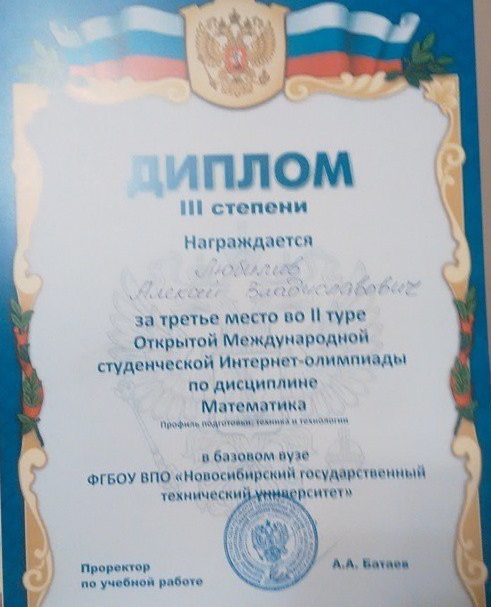 ДИПЛОМ
III степени
Награждается
Любилив
Алексей Владиславович
за третье место во II туре
Открытой Международной
студенческой Интернет-олимпиады
по дисциплине
Математика
Профиль подготовки: техника и технологии
в базовом вузе
ФГБОУ ВПО «Новосибирский государственный
технический университет»
Проректор
по учебной работе
А.А. Батаев